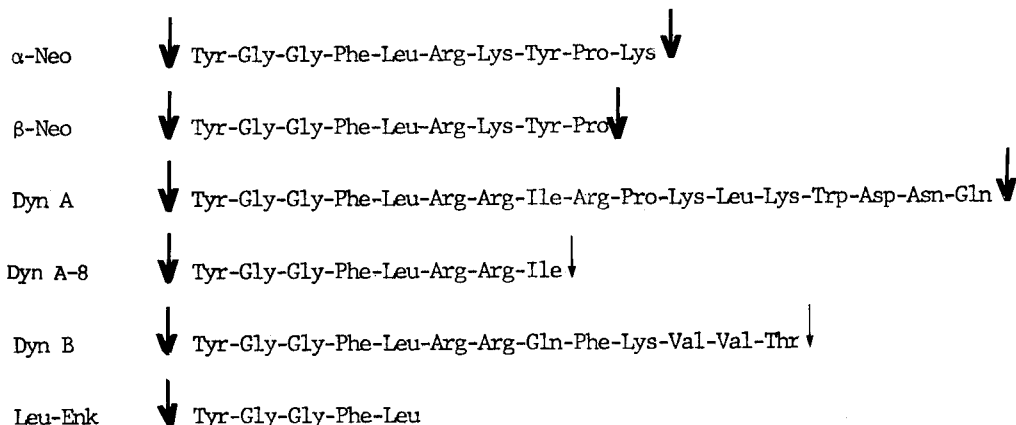 α-Neo Tyr-Gly-Gly-Phe-Leu-Arg-Lys-Tyr-Pro-Lys
β-Neo Tyr-Gly-Gly-Phe-Leu-Arg-Lys-Tyr-Pro
Dyn A Tyr-Gly-Gly-Phe-Leu-Arg-Arg-Ile-Arg-Pro-Lys-Leu-Lys-Trp-Asp-Asn-Gln
Dyn A-8 Tyr-Gly-Gly-Phe-Leu-Arg-Arg-Ile
Dyn B Tyr-Gly-Gly-Phe-Leu-Arg-Arg-Gln-Phe-Lys-Val-Val-Thr
Leu-Enk Tyr-Gly-Gly-Phe-Leu